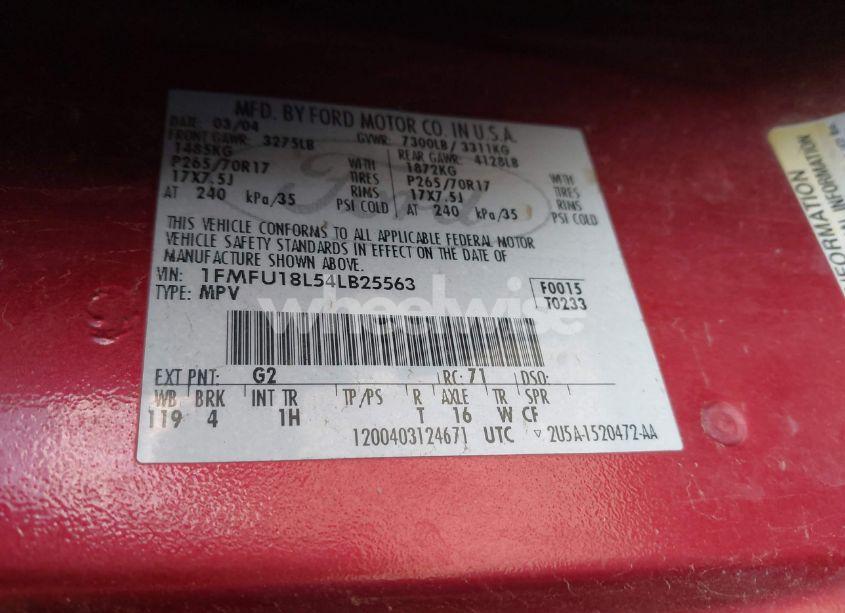 MFD. BY FORD MOTOR CO. IN U.S.A.
DATE: 03/04 GVWR: 7300LB/ 3311KG
FRONT GAWR: 3275LB REAR GAWR: 4128LB
1485KG WITH 1872KG WITH
P265/70R17 TIRES P265/70R17 TIRES
17X7.5J RIMS 17X7.5J RIMS
AT 240 kPa/35 PSI COLD AT 240 kPa/35 PSI COLD
THIS VEHICLE CONFORMS TO ALL APPLICABLE FEDERAL MOTOR
VEHICLE SAFETY STANDARDS IN EFFECT ON THE DATE OF
MANUFACTURE SHOWN ABOVE.
VIN: 1FMFU18L54LB25563 F0015
TYPE: MPV T0233
Ford
wheelwise
EXT PNT: G2 RC: 71 DSO:
WB BRK INT TR TP/PS R AXLE TR SPR
119 4 1H T 16 W CF
1200403124671 UTC ▽ 2U5A-1520472-AA
INFORMATION